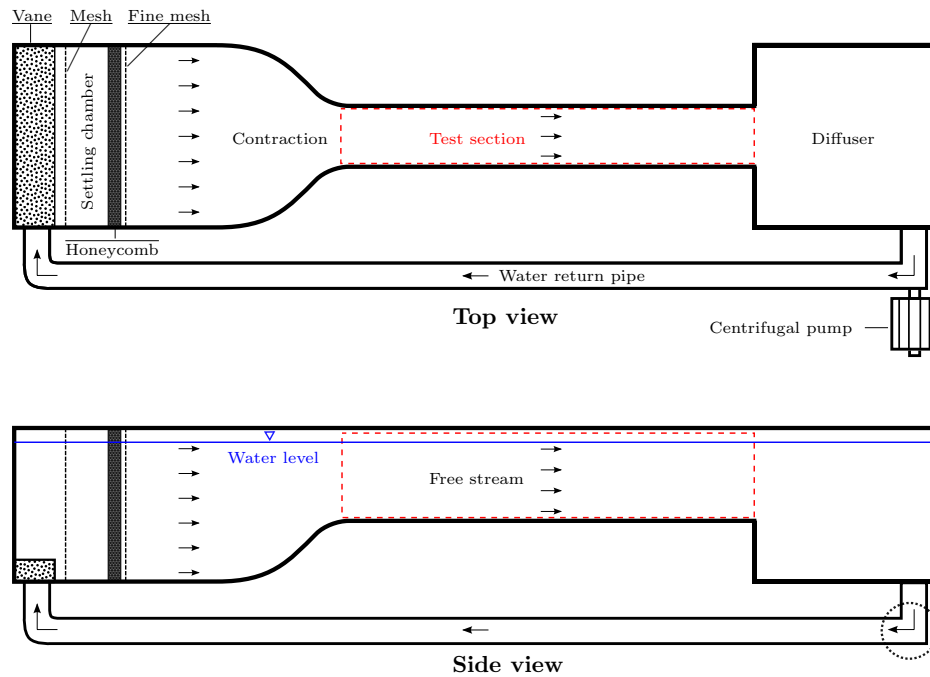 Vane
Mesh
Fine mesh
Settling chamber
Contraction
Test section
Diffuser
Honeycomb
Water return pipe
Top view
Centrifugal pump
Water level
Free stream
Side view